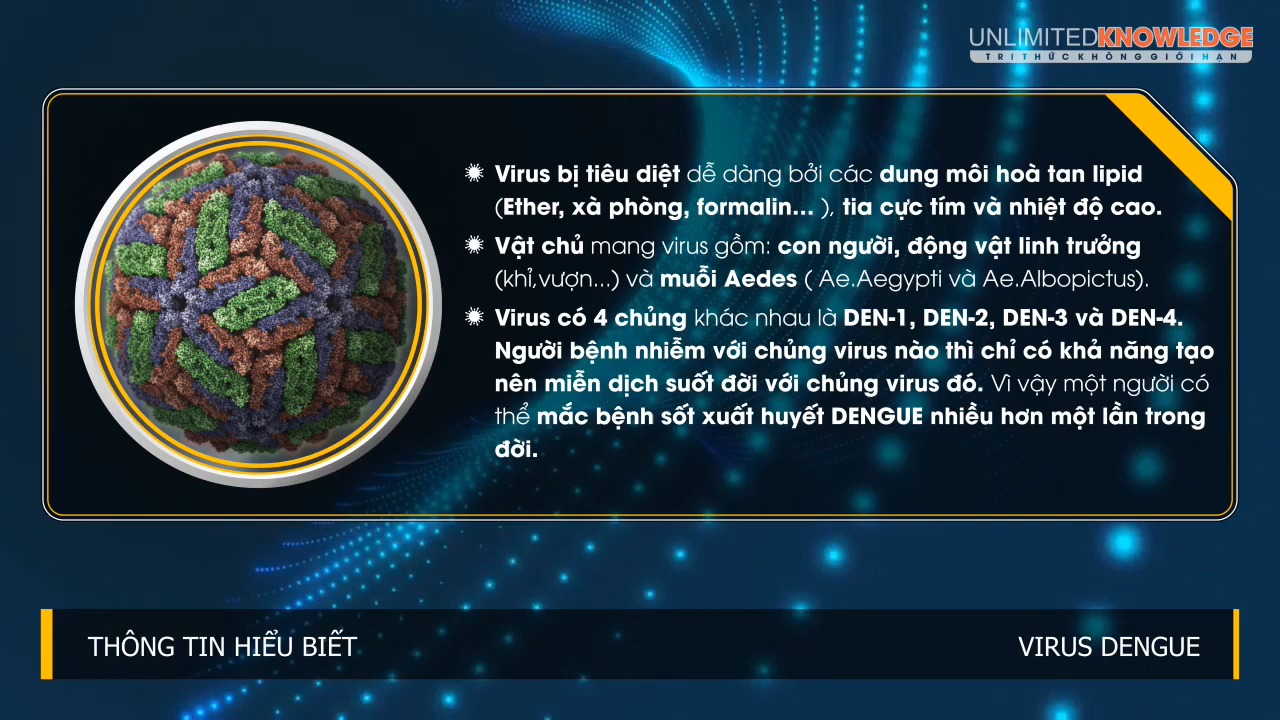 UNLIMITEDKNOWLEDGE
TRI THỨC KHÔNG GIỚI HẠN
Virus bị tiêu diệt dễ dàng bởi các dung môi hoà tan lipid
(Ether, xà phòng, formalin... ), tia cực tím và nhiệt độ cao.
Vật chủ mang virus gồm: con người, động vật linh trưởng
(khỉ,vượn...) và muỗi Aedes ( Ae.Aegypti và Ae.Albopictus).
Virus có 4 chủng khác nhau là DEN-1, DEN-2, DEN-3 và DEN-4.
Người bệnh nhiễm với chủng virus nào thì chỉ có khả năng tạo
nên miễn dịch suốt đời với chủng virus đó. Vì vậy một người có
thể mắc bệnh sốt xuất huyết DENGUE nhiều hơn một lần trong
đời.
THÔNG TIN HIỂU BIẾT
VIRUS DENGUE